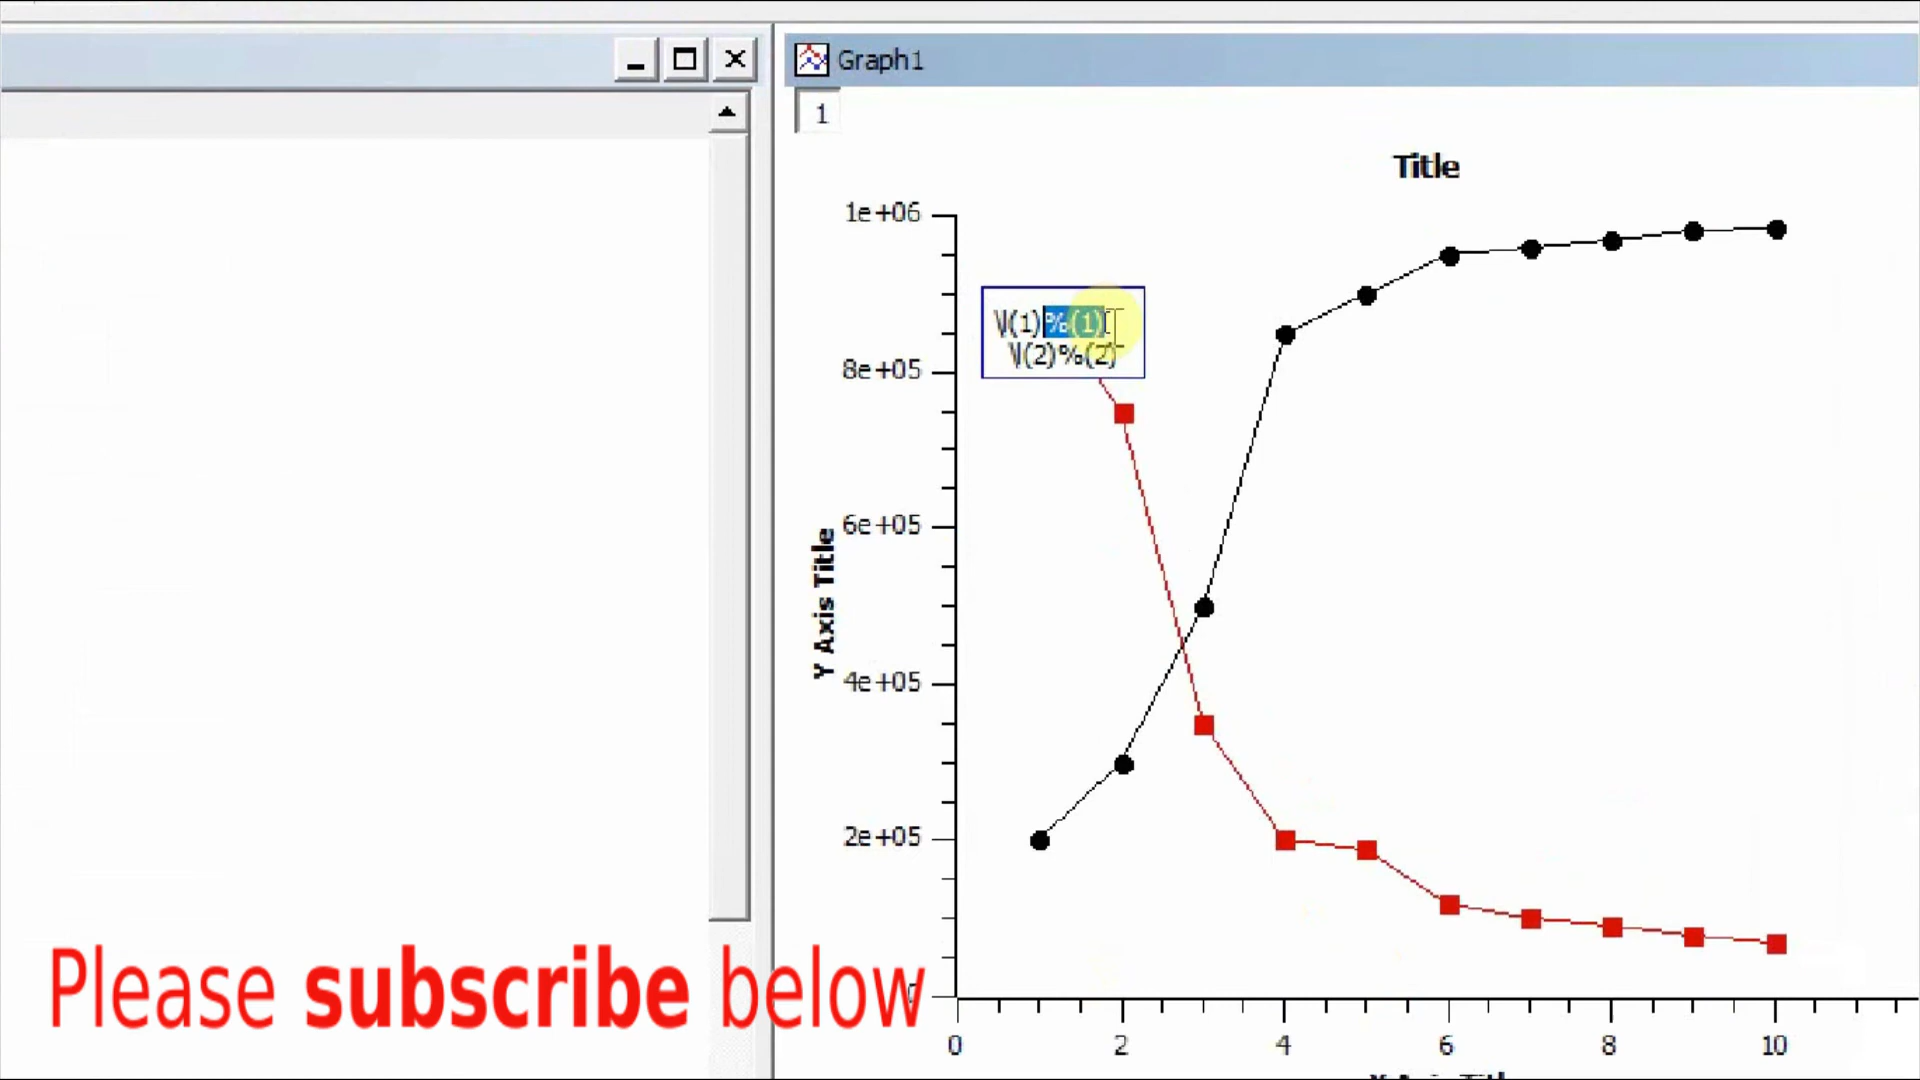 Graph1
1
Title
1e+06
\l(1)%(1)
\l(2)%(2)
8e+05
6e+05
Y Axis Title
4e+05
2e+05
0
0 2 4 6 8 10
Please subscribe below